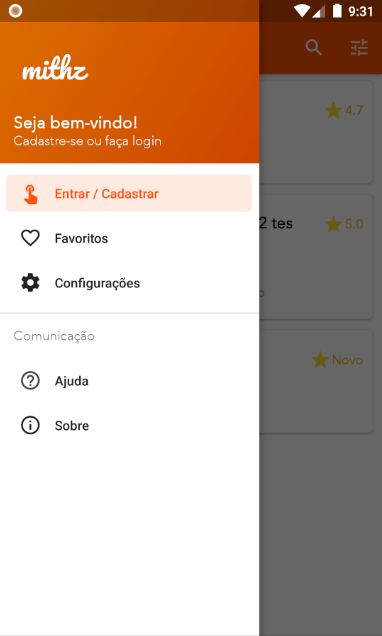 9:31
mithz
Seja bem-vindo!
Cadastre-se ou faça login
4.7
Entrar / Cadastrar
Favoritos
2 tes
5.0
Configurações
Comunicação
Novo
Ajuda
Sobre